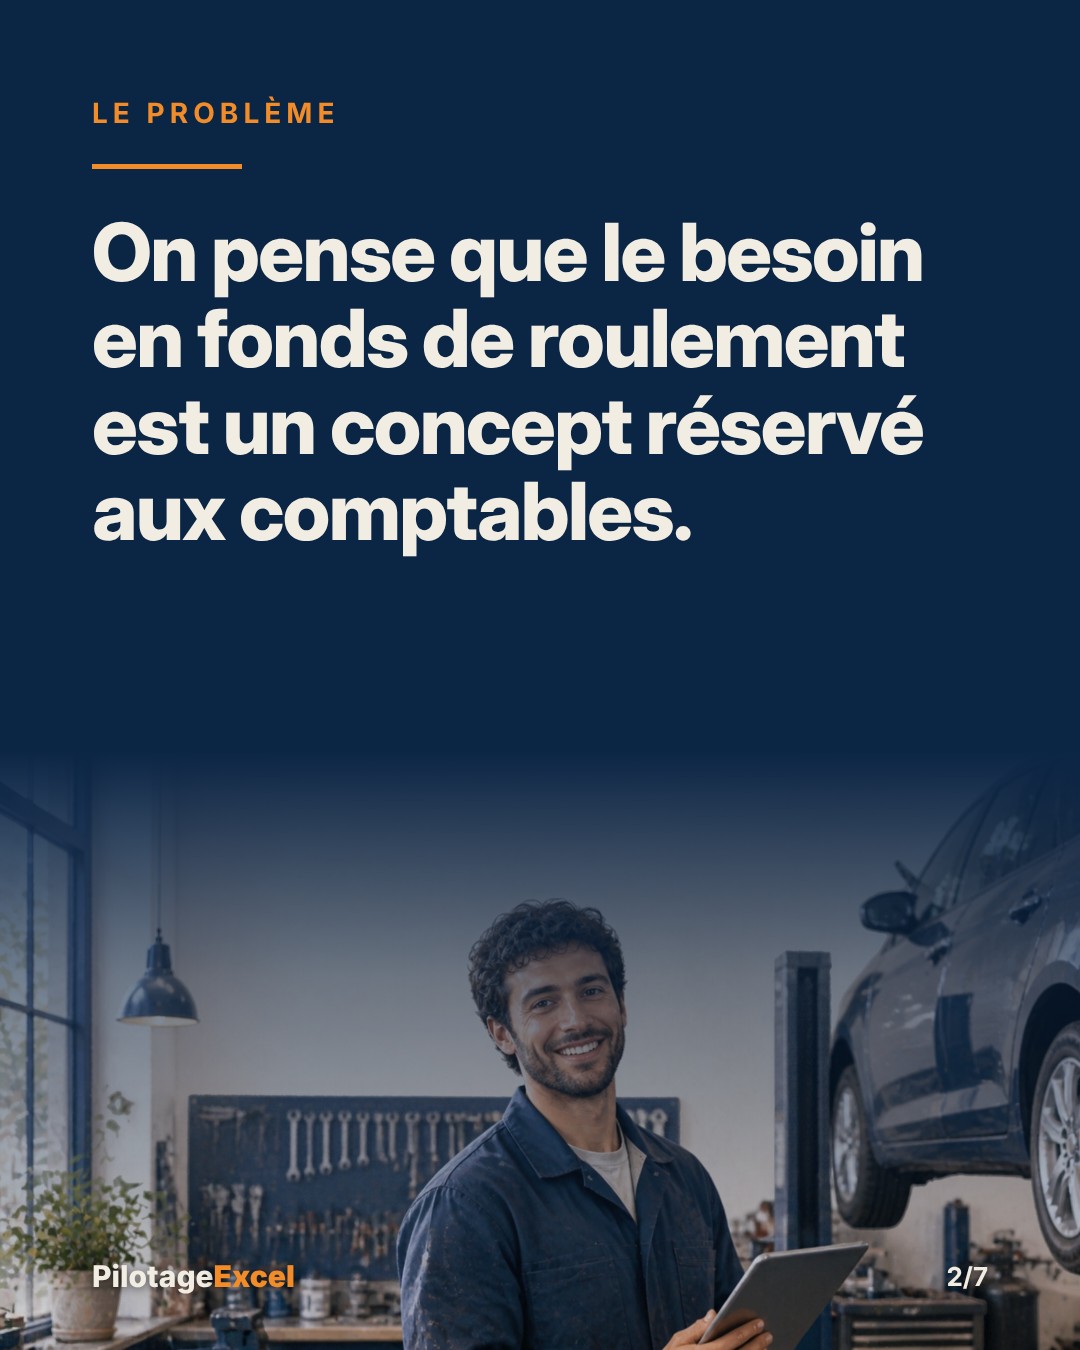 LE PROBLÈME
On pense que le besoin
en fonds de roulement
est un concept réservé
aux comptables.
PilotageExcel
2/7